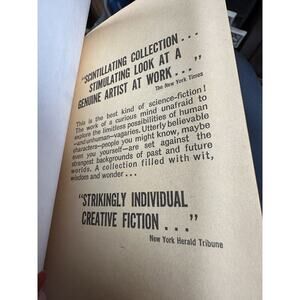 "SCINTILLATING COLLECTION...
STIMULATING LOOK AT A
GENUINE ARTIST AT WORK..."
The New York Times
This is the best kind of science-fiction!
The work of a curious mind unafraid to
explore the limitless possibilities of human
—and unhuman—vagaries. Utterly believable
characters—people you might know, maybe
even you yourself—are set against the
strangest backgrounds of past and future
worlds. A collection filled with wit,
wisdom and wonder...
"STRIKINGLY INDIVIDUAL
CREATIVE FICTION..."
New York Herald Tribune